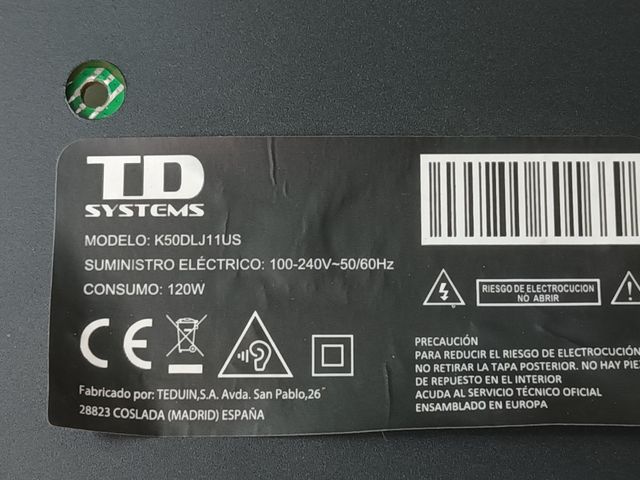 TD
SYSTEMS
MODELO: K50DLJ11US
SUMINISTRO ELÉCTRICO: 100-240V~50/60Hz
CONSUMO: 120W
CE
Fabricado por: TEDUIN,S.A. Avda. San Pablo,26´
28823 COSLADA (MADRID) ESPAÑA
RIESGO DE ELECTROCUCION
NO ABRIR
PRECAUCIÓN
PARA REDUCIR EL RIESGO DE ELECTROCUCIÓN
NO RETIRAR LA TAPA POSTERIOR. NO HAY PIE
DE REPUESTO EN EL INTERIOR
ACUDA AL SERVICIO TÉCNICO OFICIAL
ENSAMBLADO EN EUROPA